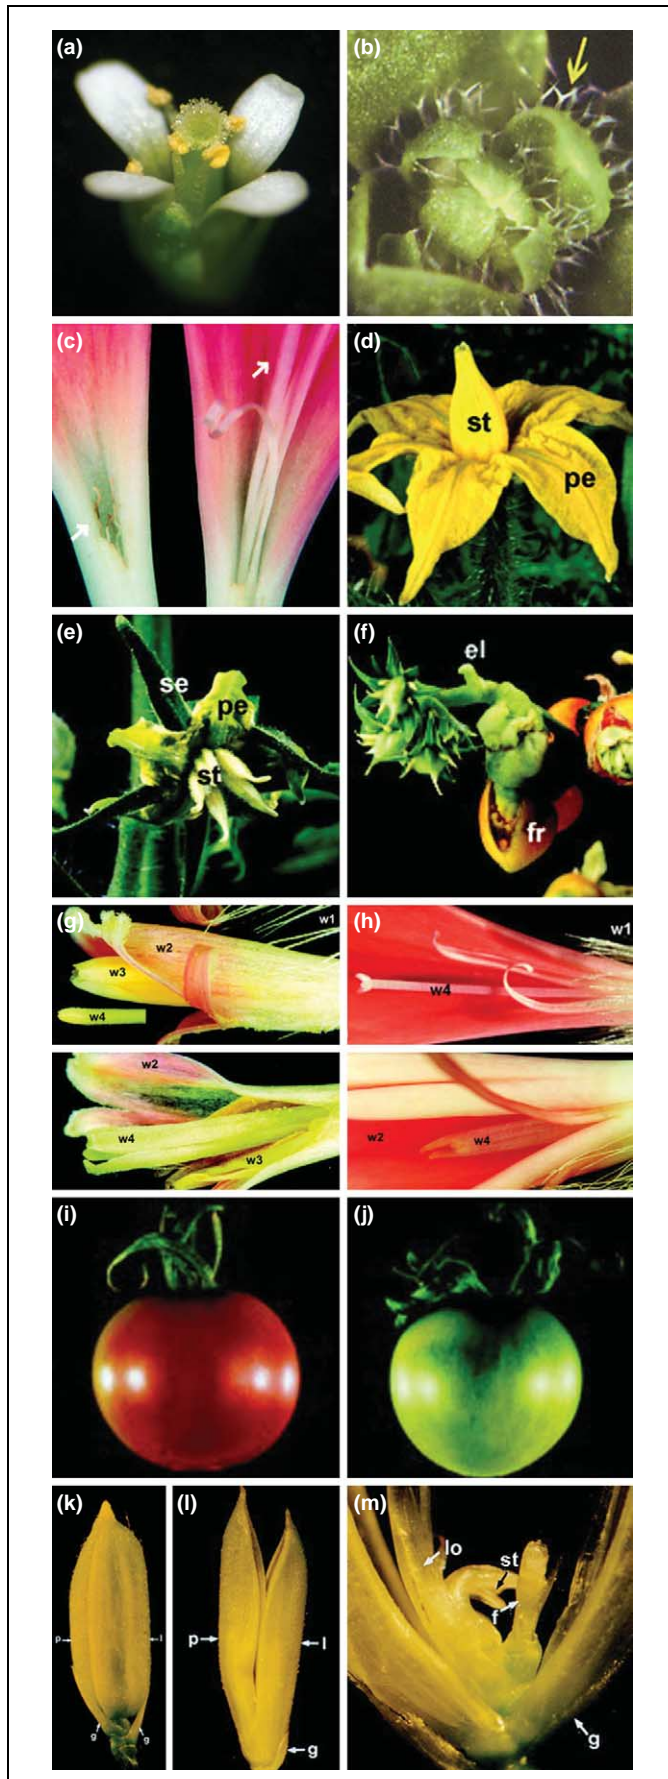 (a)
(b)
(c)
(d)
st
pe
(e)
se
pe
st
(f)
el
fr
(g)
w1
w2
w3
w4
(h)
w1
w4
w2
w4
w3
w2
w4
(i)
(j)
(k)
p
l
g
g
(l)
p
l
g
(m)
lo
st
f
g